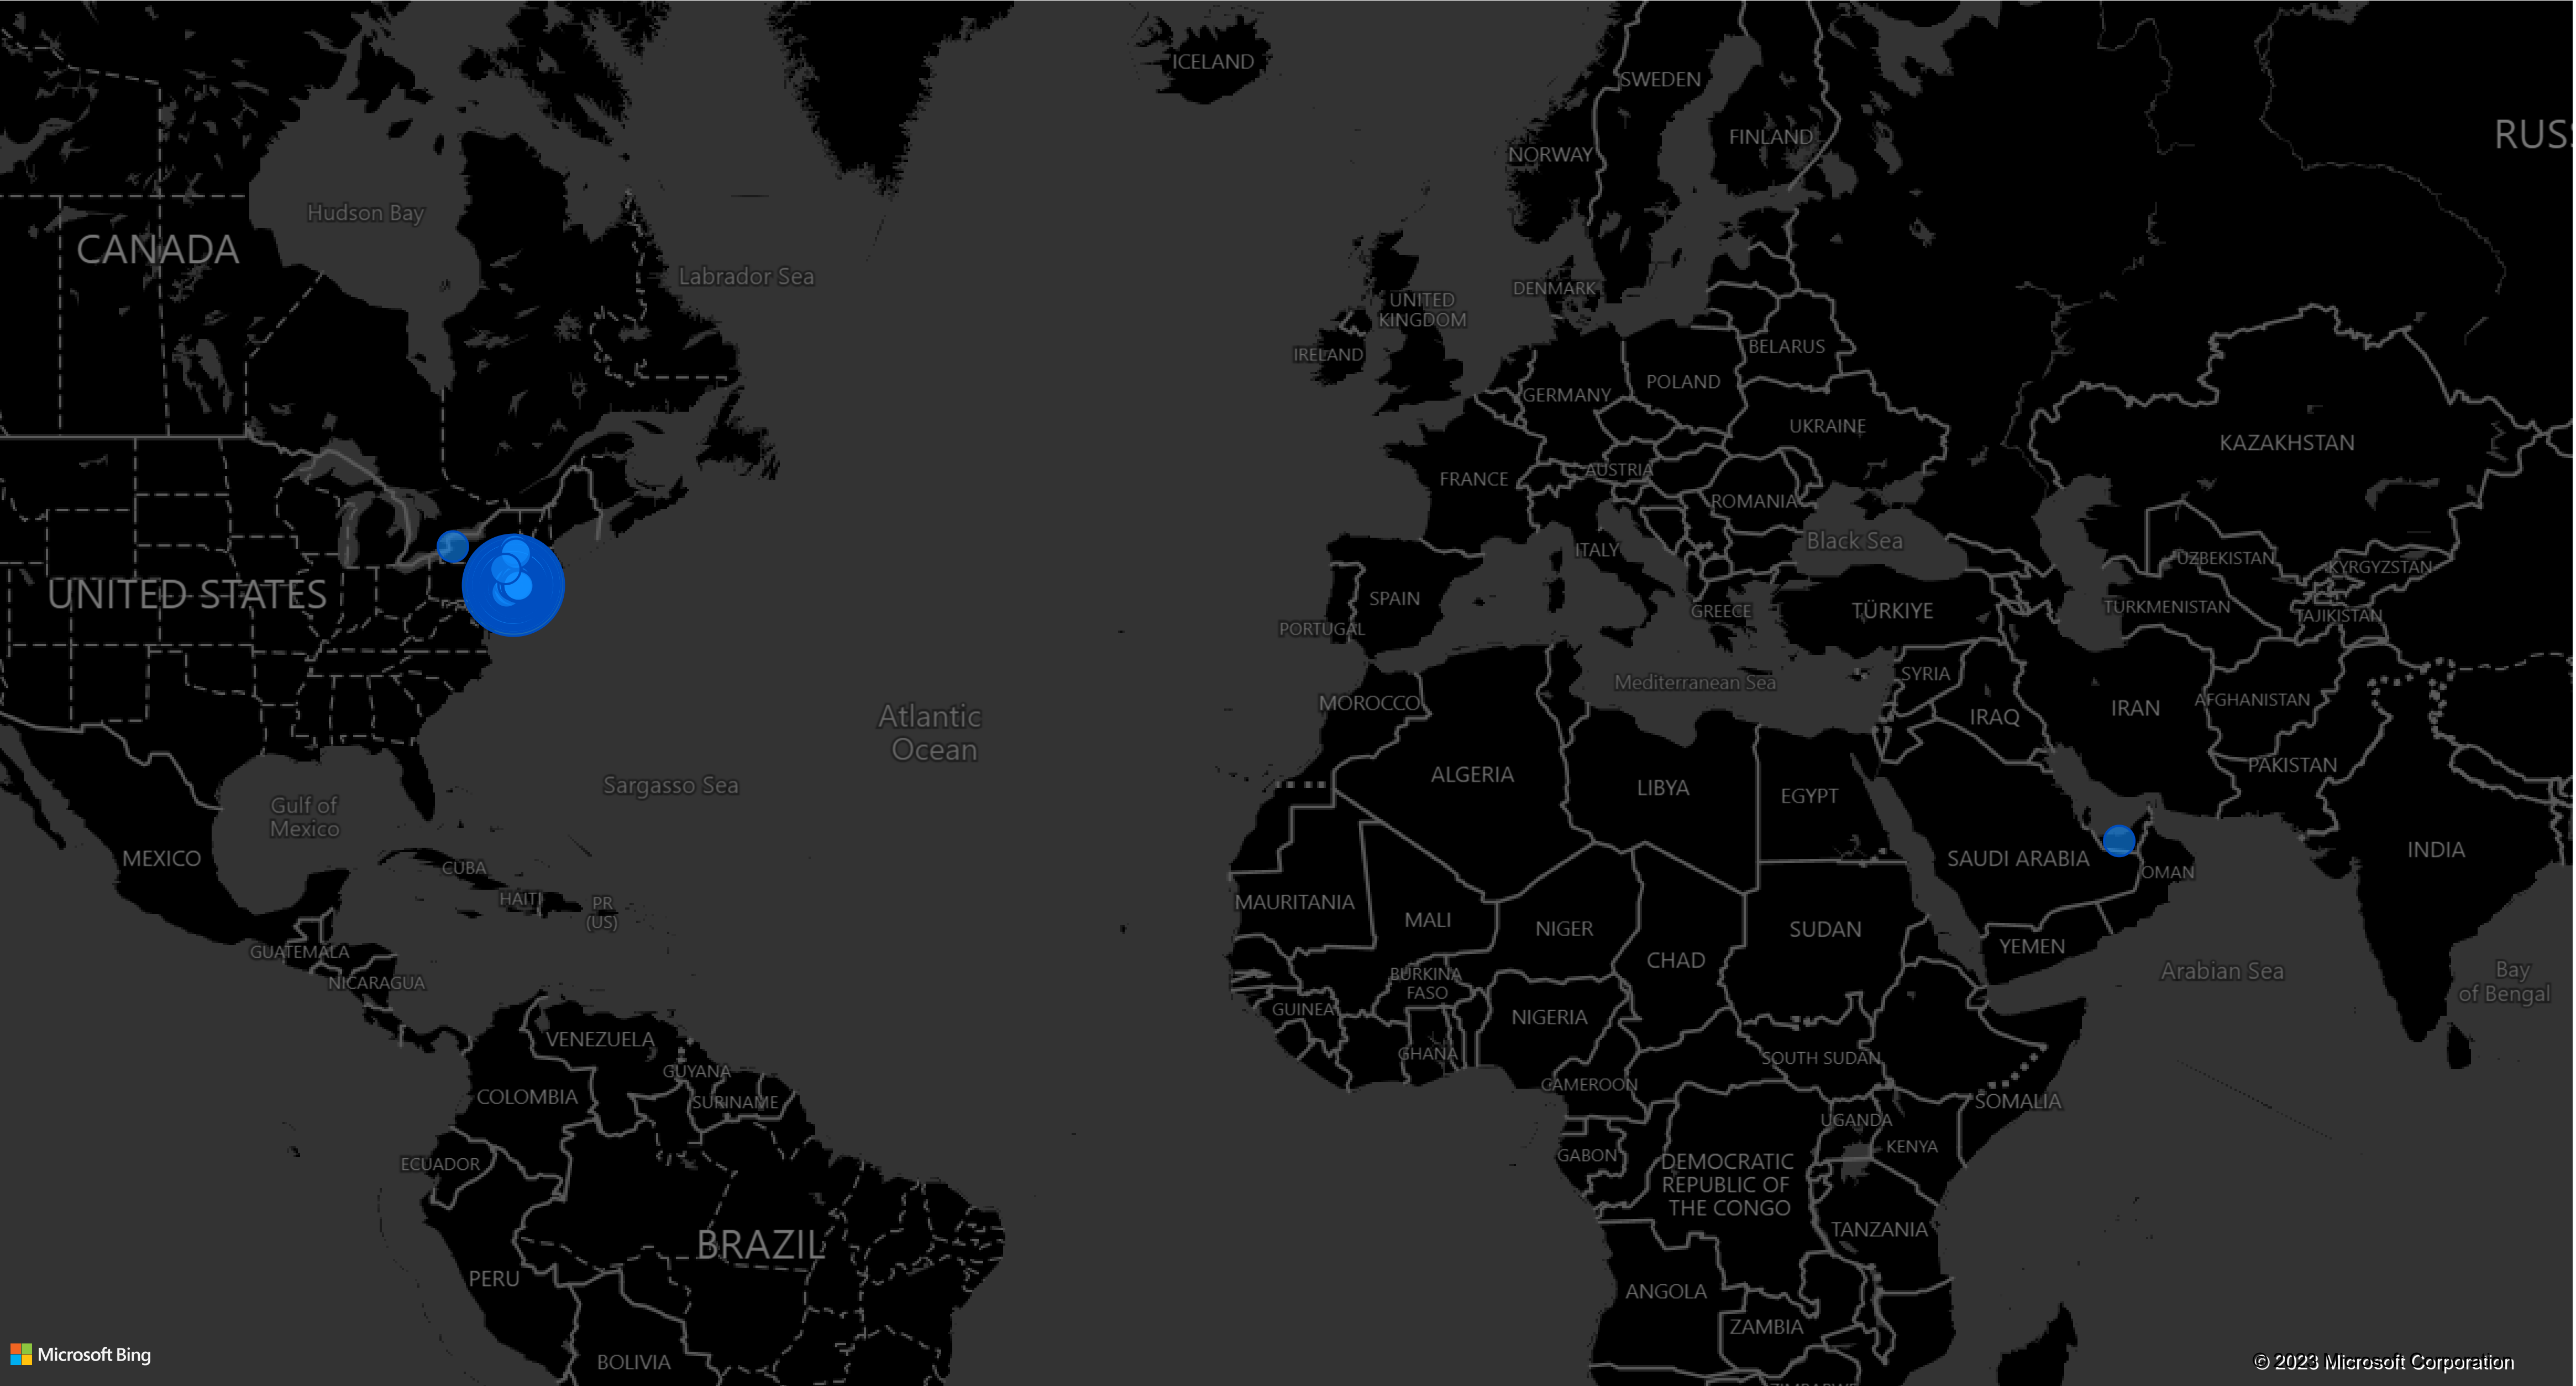 ICELAND
SWEDEN
FINLAND
NORWAY
RUS
Hudson Bay
CANADA
Labrador Sea
DENMARK
UNITED
KINGDOM
IRELAND
BELARUS
POLAND
GERMANY
UKRAINE
KAZAKHSTAN
AUSTRIA
FRANCE
ROMANIA
Black Sea
ITALY
UZBEKISTAN
KYRGYZSTAN
UNITED STATES
SPAIN
GREECE
TÜRKIYE
TURKMENISTAN
TAJIKISTAN
PORTUGAL
SYRIA
Mediterranean Sea
MOROCCO
AFGHANISTAN
IRAQ
IRAN
Atlantic
Ocean
PAKISTAN
ALGERIA
LIBYA
EGYPT
Sargasso Sea
Gulf of
Mexico
MEXICO
SAUDI ARABIA
INDIA
CUBA
OMAN
HAITI
PR
(US)
MAURITANIA
MALI
NIGER
SUDAN
GUATEMALA
YEMEN
CHAD
Arabian Sea
Bay
of Bengal
BURKINA
FASO
NICARAGUA
GUINEA
NIGERIA
VENEZUELA
GHANA
SOUTH SUDAN
GUYANA
CAMEROON
COLOMBIA
SURINAME
SOMALIA
UGANDA
KENYA
GABON
ECUADOR
DEMOCRATIC
REPUBLIC OF
THE CONGO
TANZANIA
BRAZIL
PERU
ANGOLA
ZAMBIA
Microsoft Bing
BOLIVIA
© 2023 Microsoft Corporation